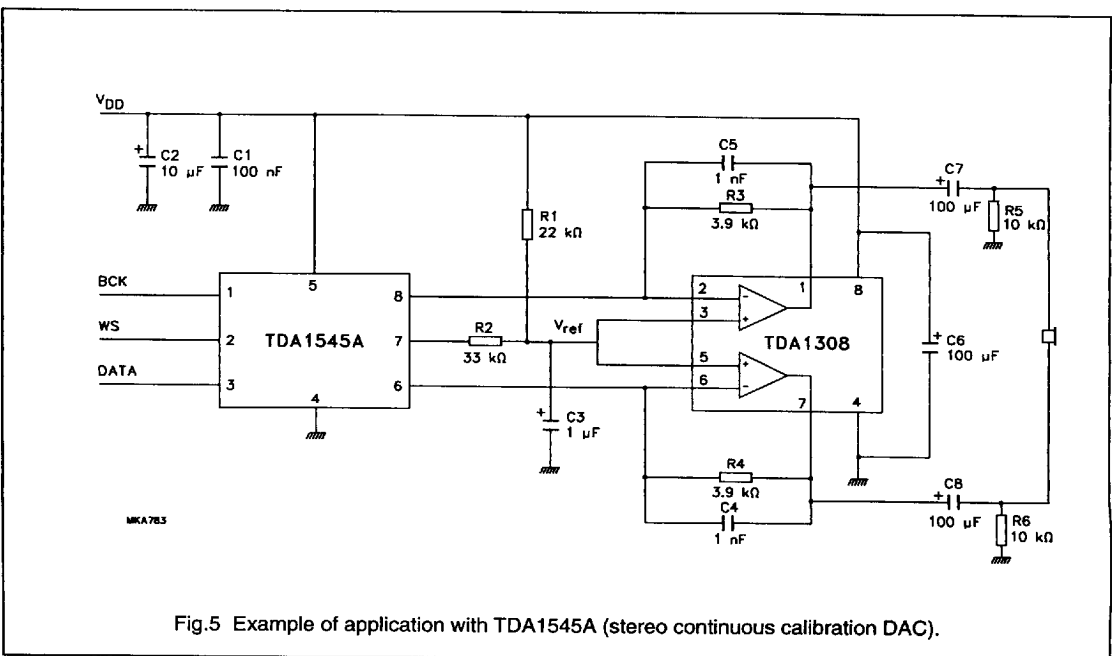 VDD
C2
10 µF
C1
100 nF
R1
22 kΩ
C5
1 nF
R3
3.9 kΩ
C7
100 µF
R5
10 kΩ
BCK
WS
DATA
1
2
3
5
TDA1545A
4
8
7
6
R2
33 kΩ
Vref
C3
1 µF
2
3
5
6
1
8
TDA1308
7
4
C6
100 µF
R4
3.9 kΩ
C4
1 nF
C8
100 µF
R6
10 kΩ
MKA783
Fig.5 Example of application with TDA1545A (stereo continuous calibration DAC).